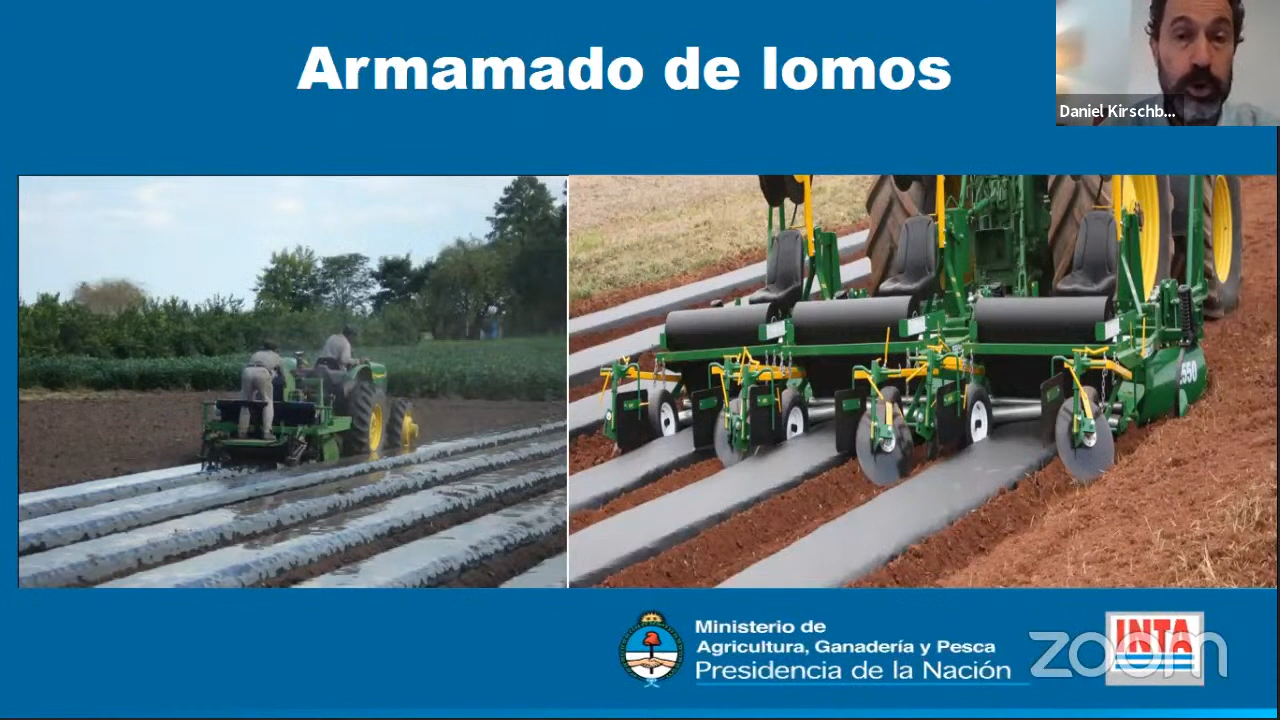 Armamado de lomos
Daniel Kirschb...
550
Ministerio de
Agricultura, Ganadería y Pesca
Presidencia de la Nación
INTA
zoom